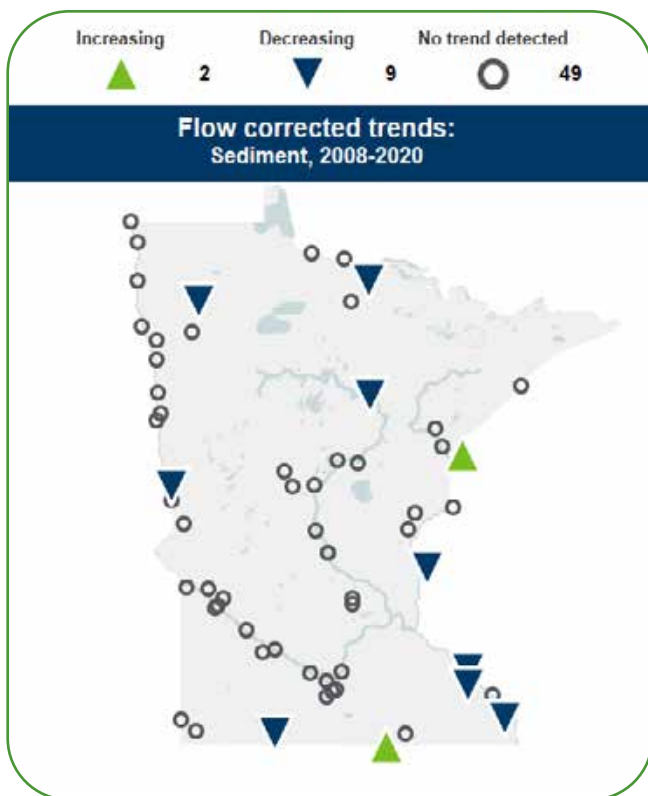 Increasing Decreasing No trend detected
2 9 49
Flow corrected trends:
Sediment, 2008-2020